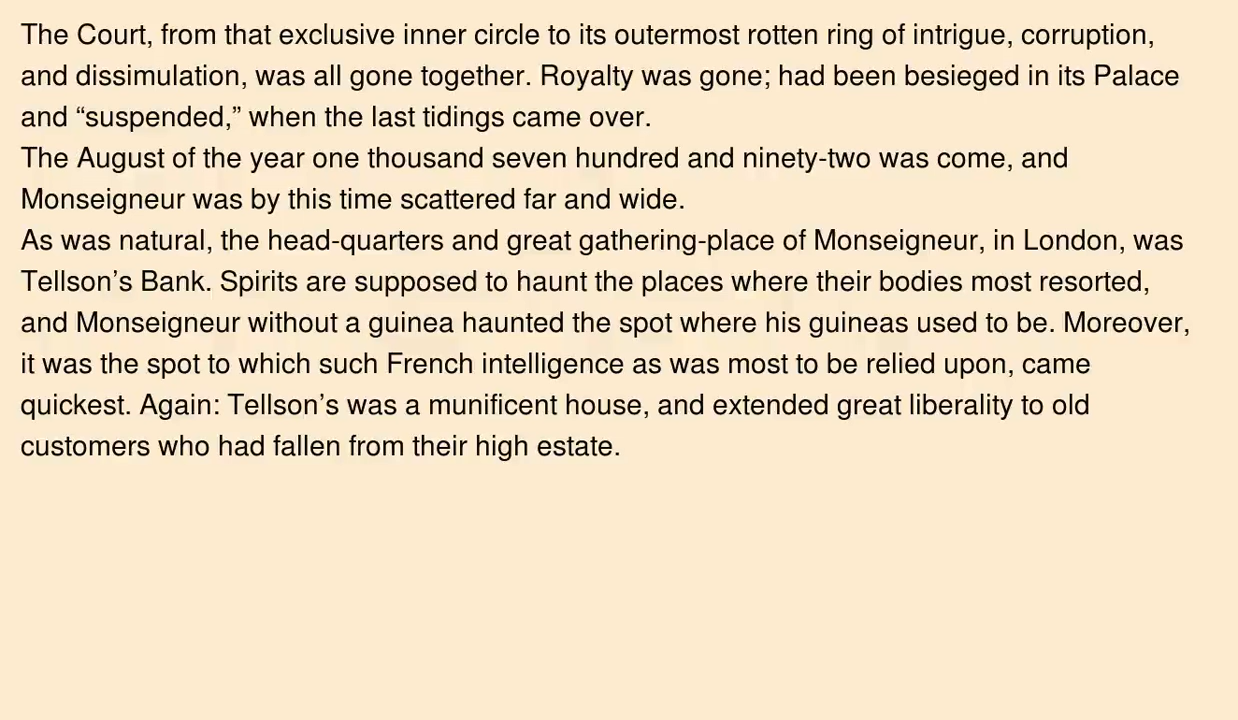 The Court, from that exclusive inner circle to its outermost rotten ring of intrigue, corruption,
and dissimulation, was all gone together. Royalty was gone; had been besieged in its Palace
and “suspended,” when the last tidings came over.
The August of the year one thousand seven hundred and ninety-two was come, and
Monseigneur was by this time scattered far and wide.
As was natural, the head-quarters and great gathering-place of Monseigneur, in London, was
Tellson’s Bank. Spirits are supposed to haunt the places where their bodies most resorted,
and Monseigneur without a guinea haunted the spot where his guineas used to be. Moreover,
it was the spot to which such French intelligence as was most to be relied upon, came
quickest. Again: Tellson’s was a munificent house, and extended great liberality to old
customers who had fallen from their high estate.